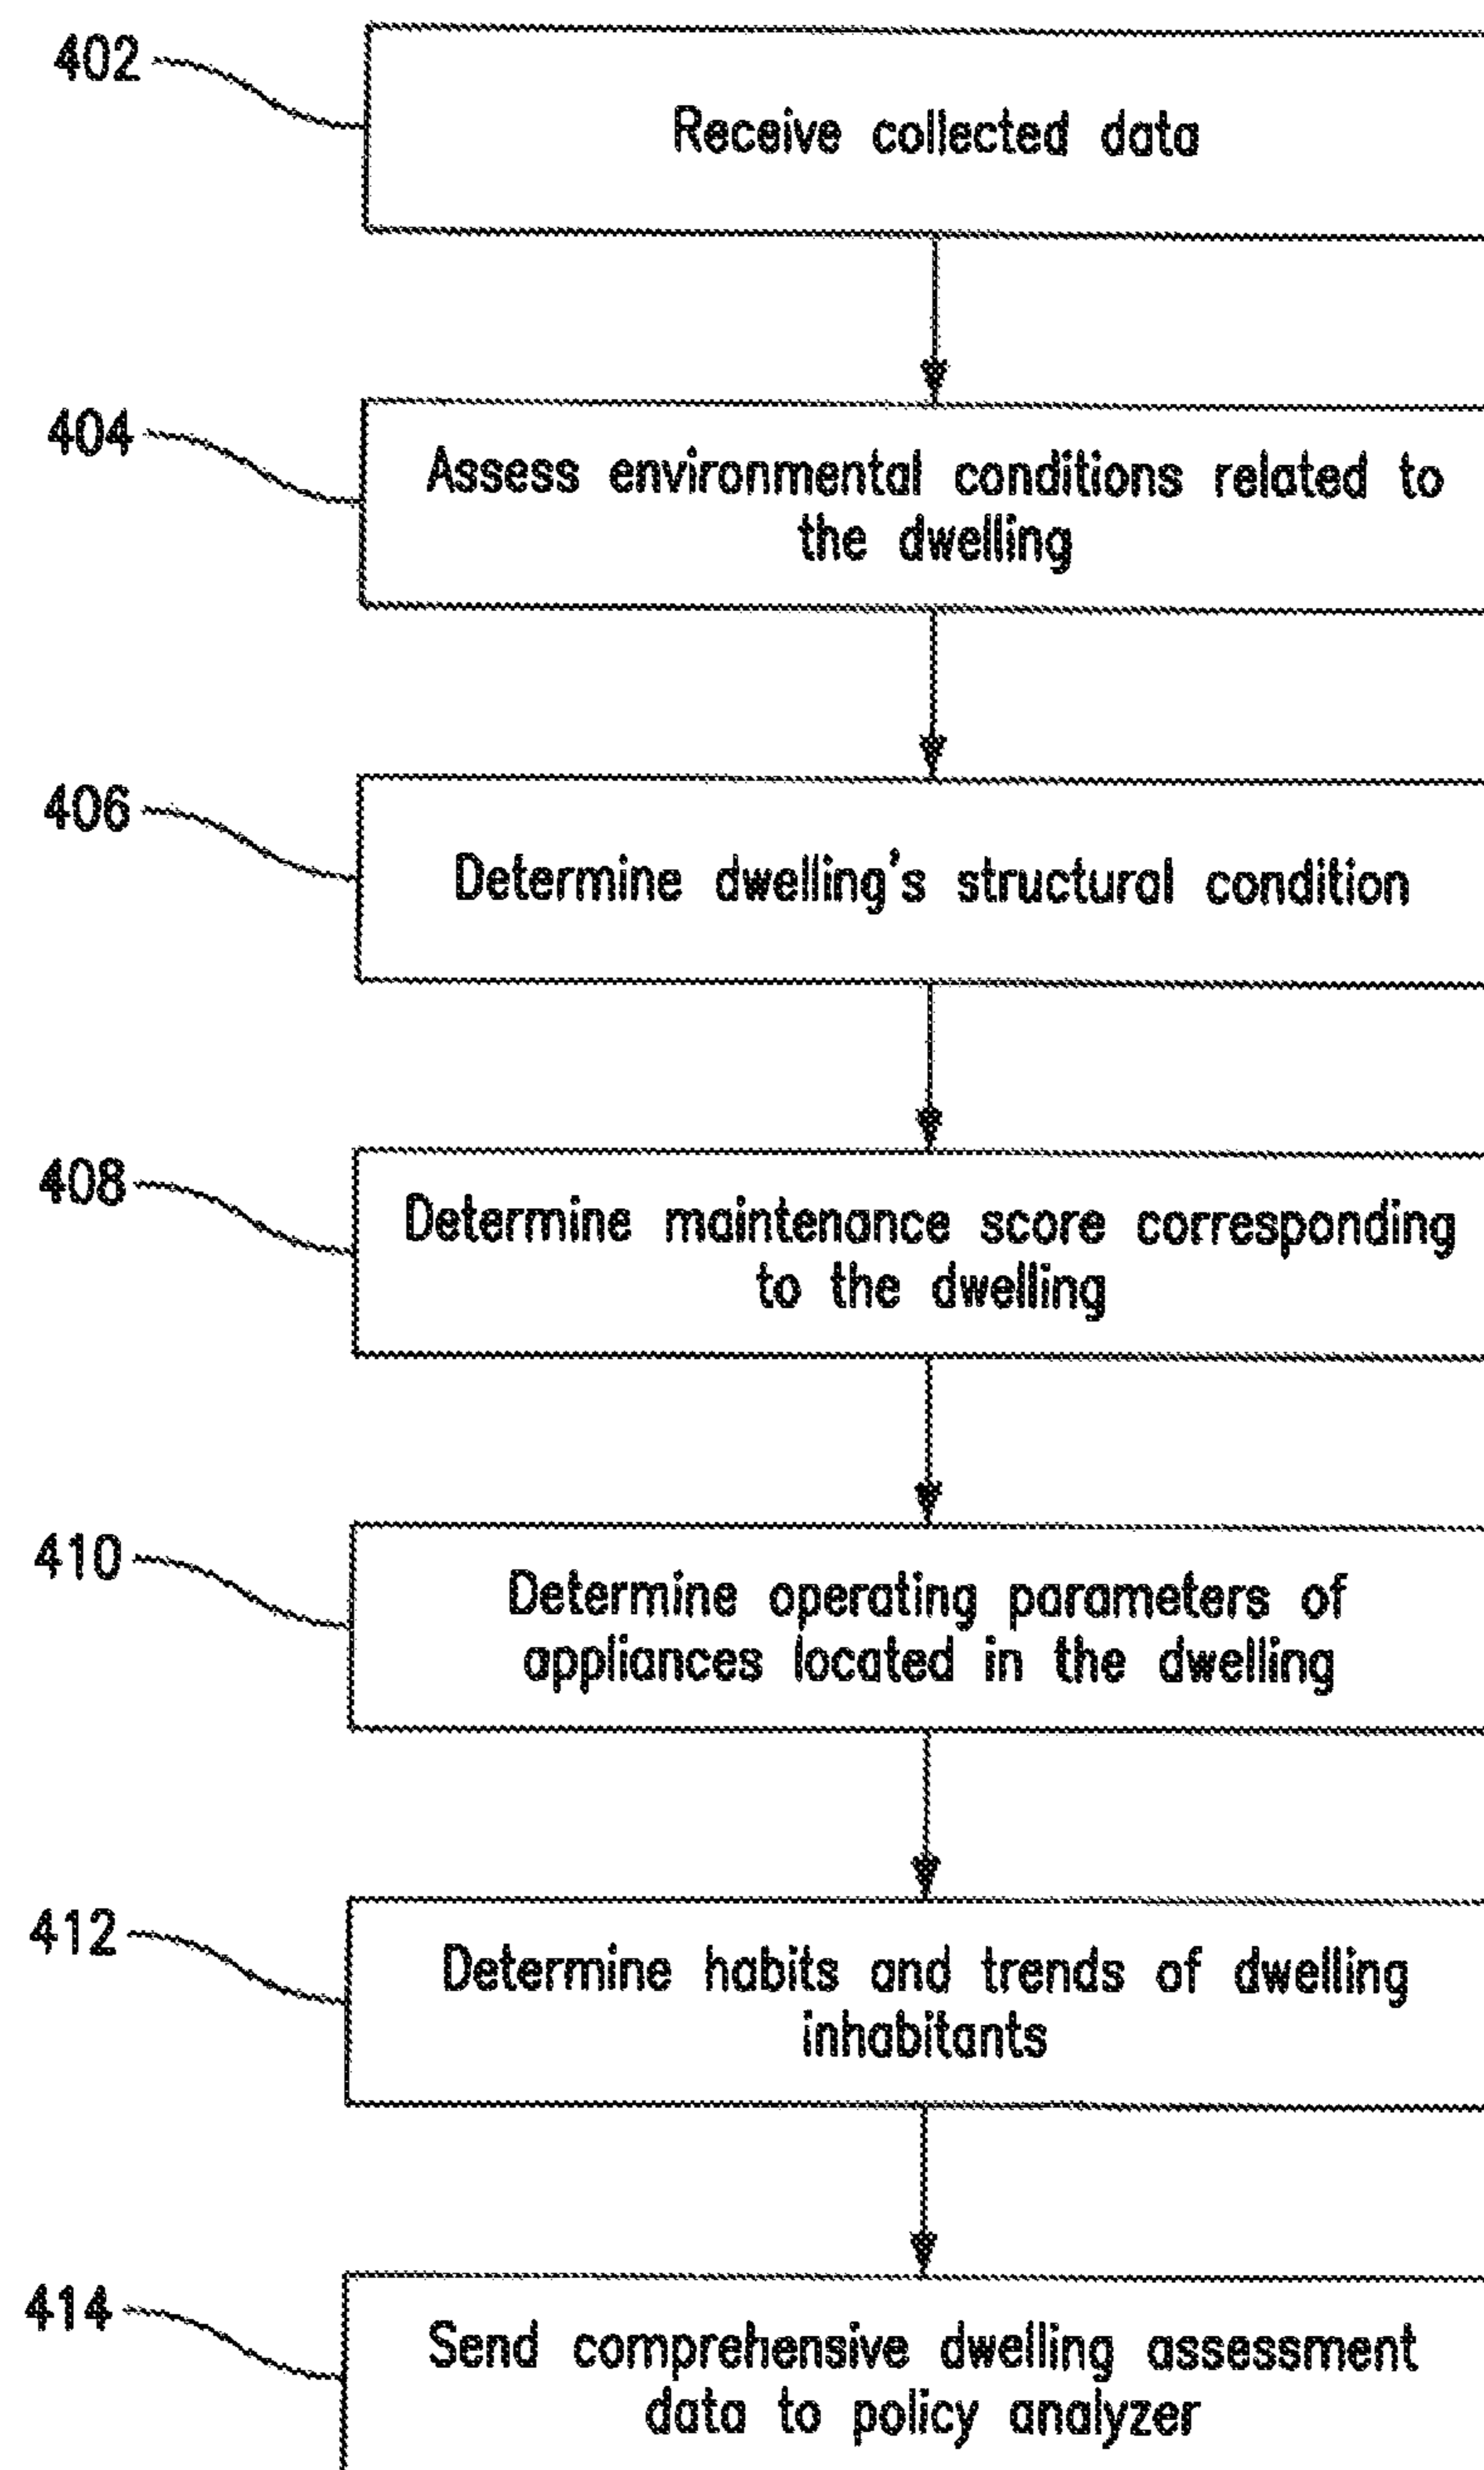 402
Receive collected data
404
Assess environmental conditions related to
the dwelling
406
Determine dwelling's structural condition
408
Determine maintenance score corresponding
to the dwelling
410
Determine operating parameters of
appliances located in the dwelling
412
Determine habits and trends of dwelling
inhabitants
414
Send comprehensive dwelling assessment
data to policy analyzer